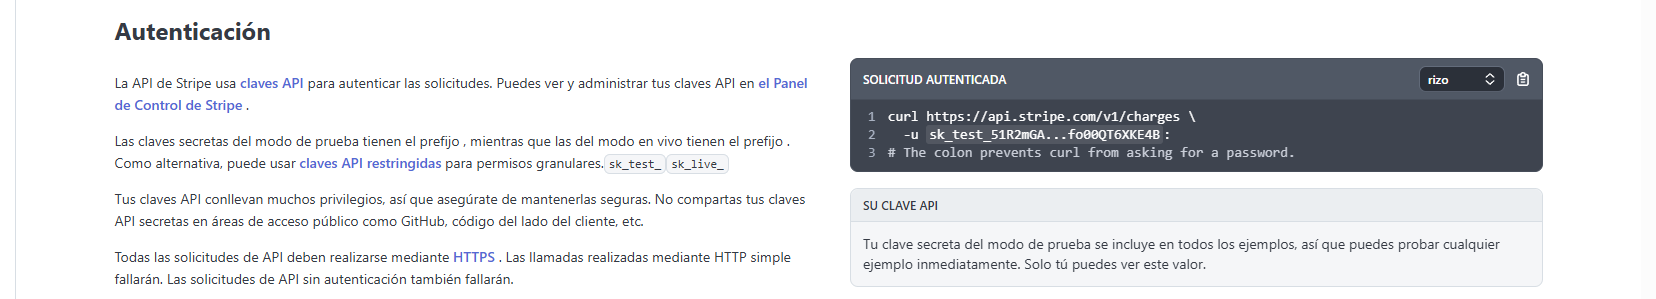 Autenticación
La API de Stripe usa claves API para autenticar las solicitudes. Puedes ver y administrar tus claves API en el Panel
de Control de Stripe .
Las claves secretas del modo de prueba tienen el prefijo , mientras que las del modo en vivo tienen el prefijo .
Como alternativa, puede usar claves API restringidas para permisos granulares. sk_test_ sk_live_
Tus claves API conllevan muchos privilegios, así que asegúrate de mantenerlas seguras. No compartas tus claves
API secretas en áreas de acceso público como GitHub, código del lado del cliente, etc.
Todas las solicitudes de API deben realizarse mediante HTTPS . Las llamadas realizadas mediante HTTP simple
fallarán. Las solicitudes de API sin autenticación también fallarán.
SOLICITUD AUTENTICADA rizo
1 curl https://api.stripe.com/v1/charges \
2 -u sk_test_51R2mGA...fo00QT6XKE4B:
3 # The colon prevents curl from asking for a password.
SU CLAVE API
Tu clave secreta del modo de prueba se incluye en todos los ejemplos, así que puedes probar cualquier
ejemplo inmediatamente. Solo tú puedes ver este valor.